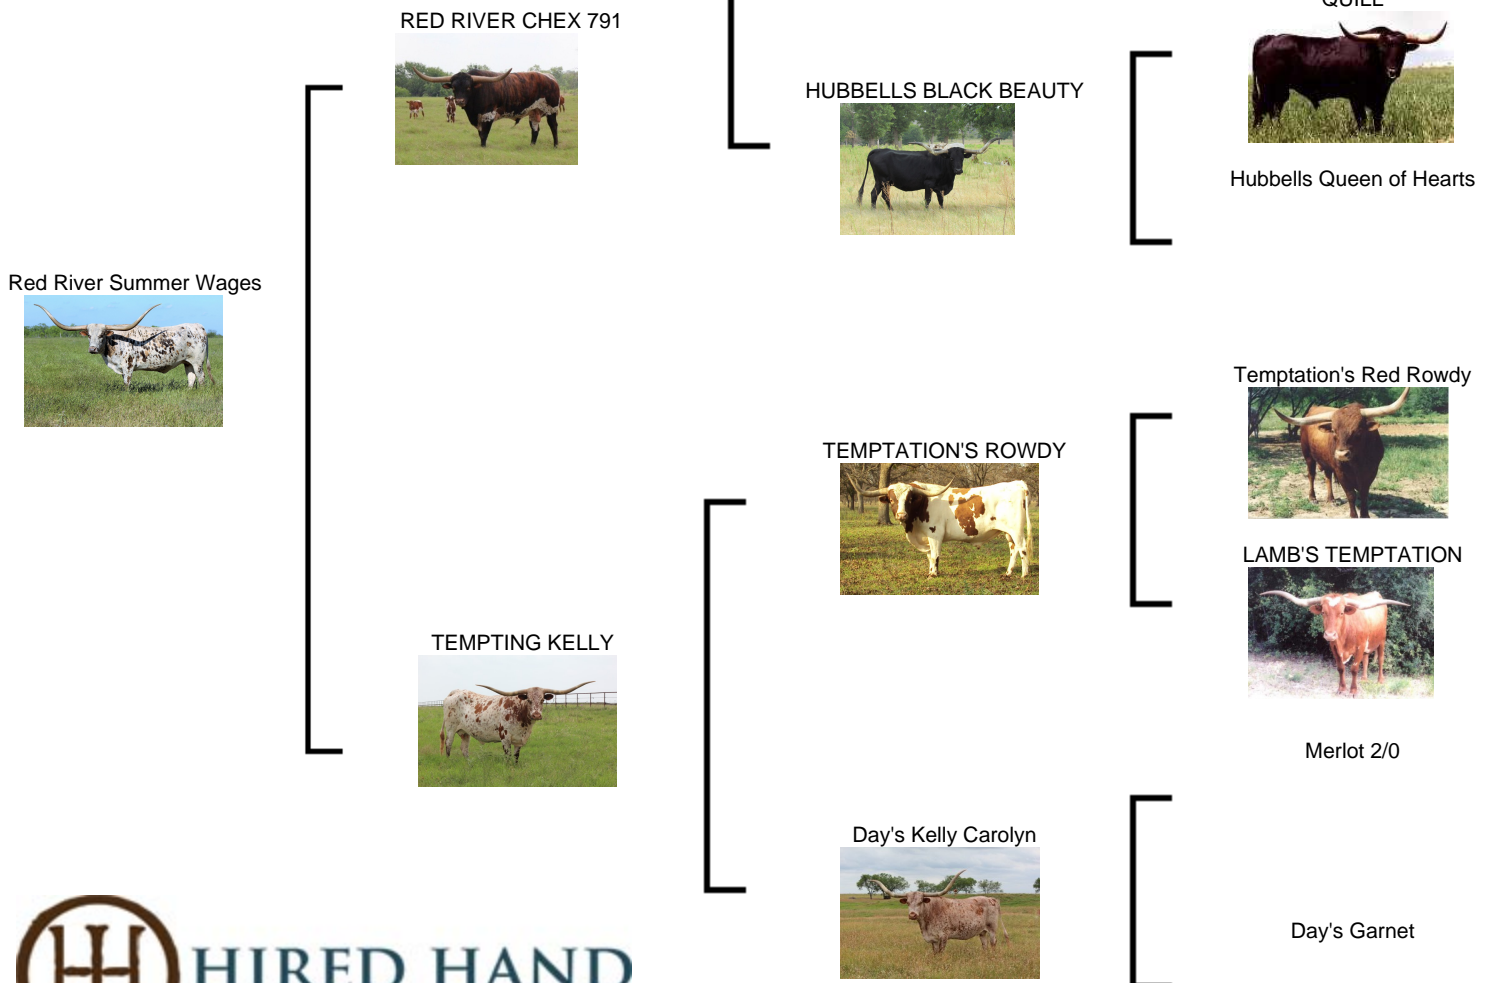 QUILL
RED RIVER CHEX 791
HUBBELLS BLACK BEAUTY
Hubbells Queen of Hearts
Red River Summer Wages
Temptation's Red Rowdy
TEMPTATION'S ROWDY
LAMB'S TEMPTATION
TEMPTING KELLY
Merlot 2/0
Day's Kelly Carolyn
Day's Garnet
HIRED HAND